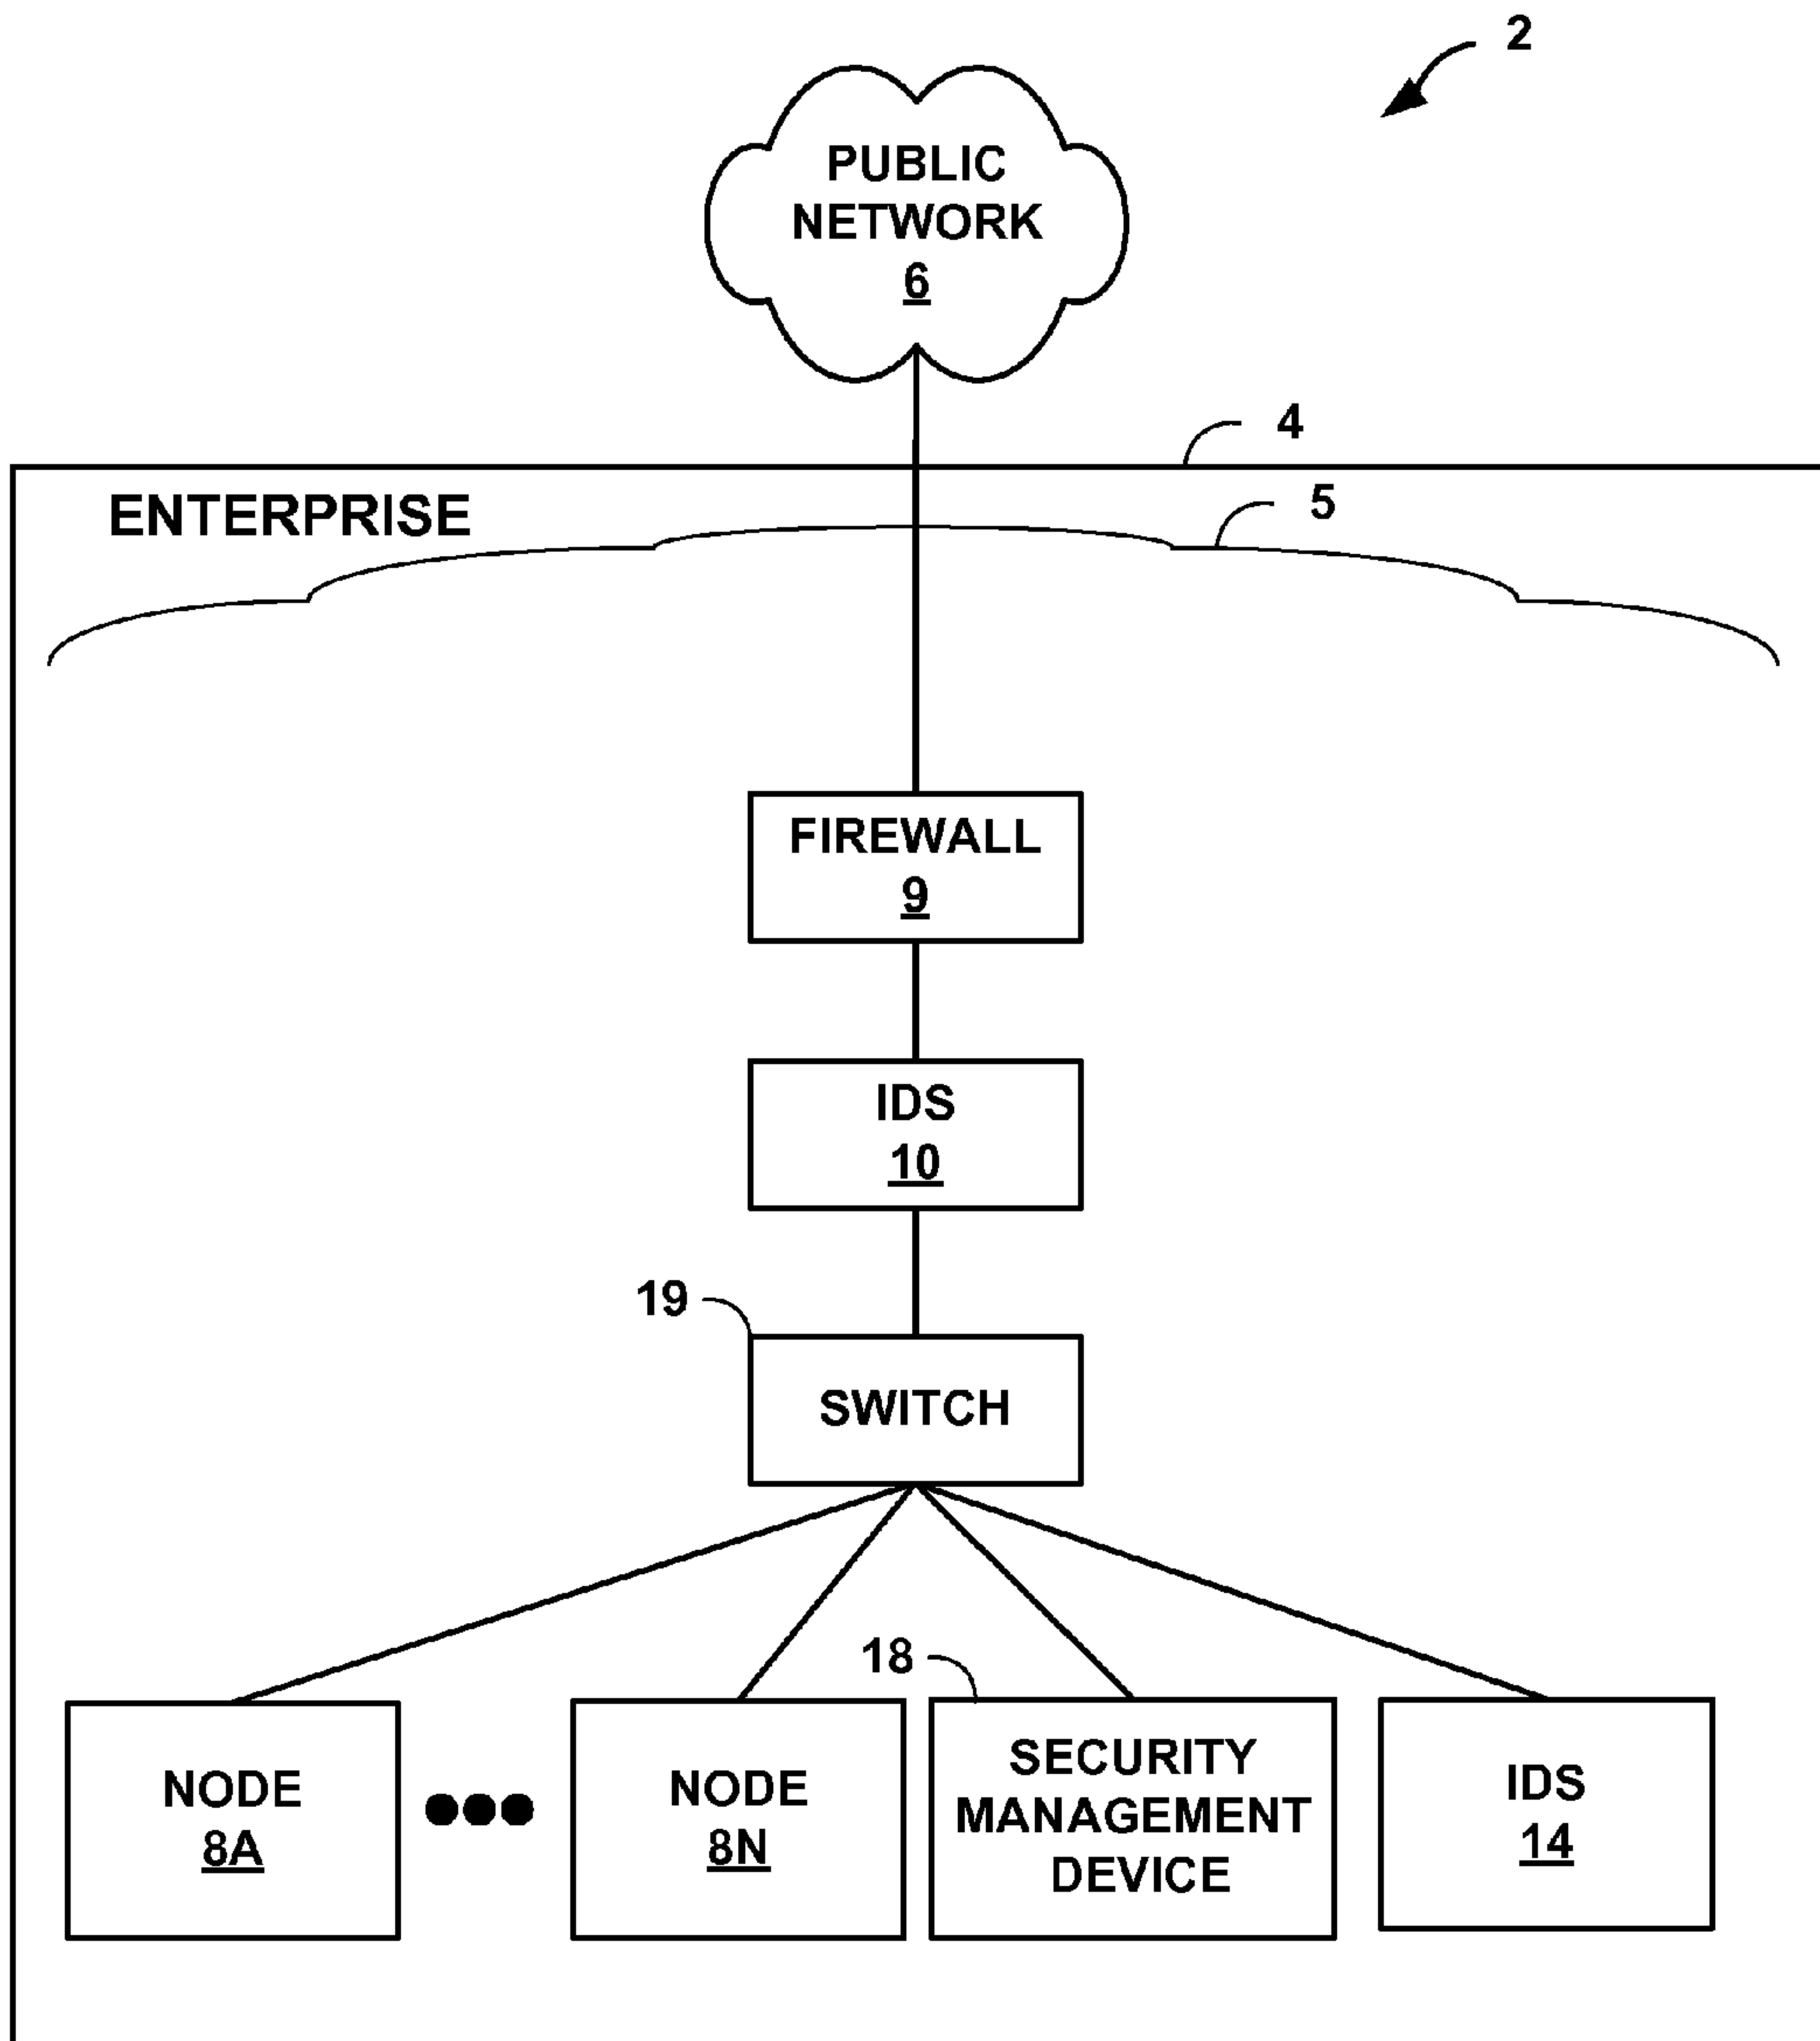 2
PUBLIC
NETWORK
6
4
ENTERPRISE
5
FIREWALL
9
IDS
10
19
SWITCH
18
NODE
8A
NODE
8N
SECURITY
MANAGEMENT
DEVICE
IDS
14